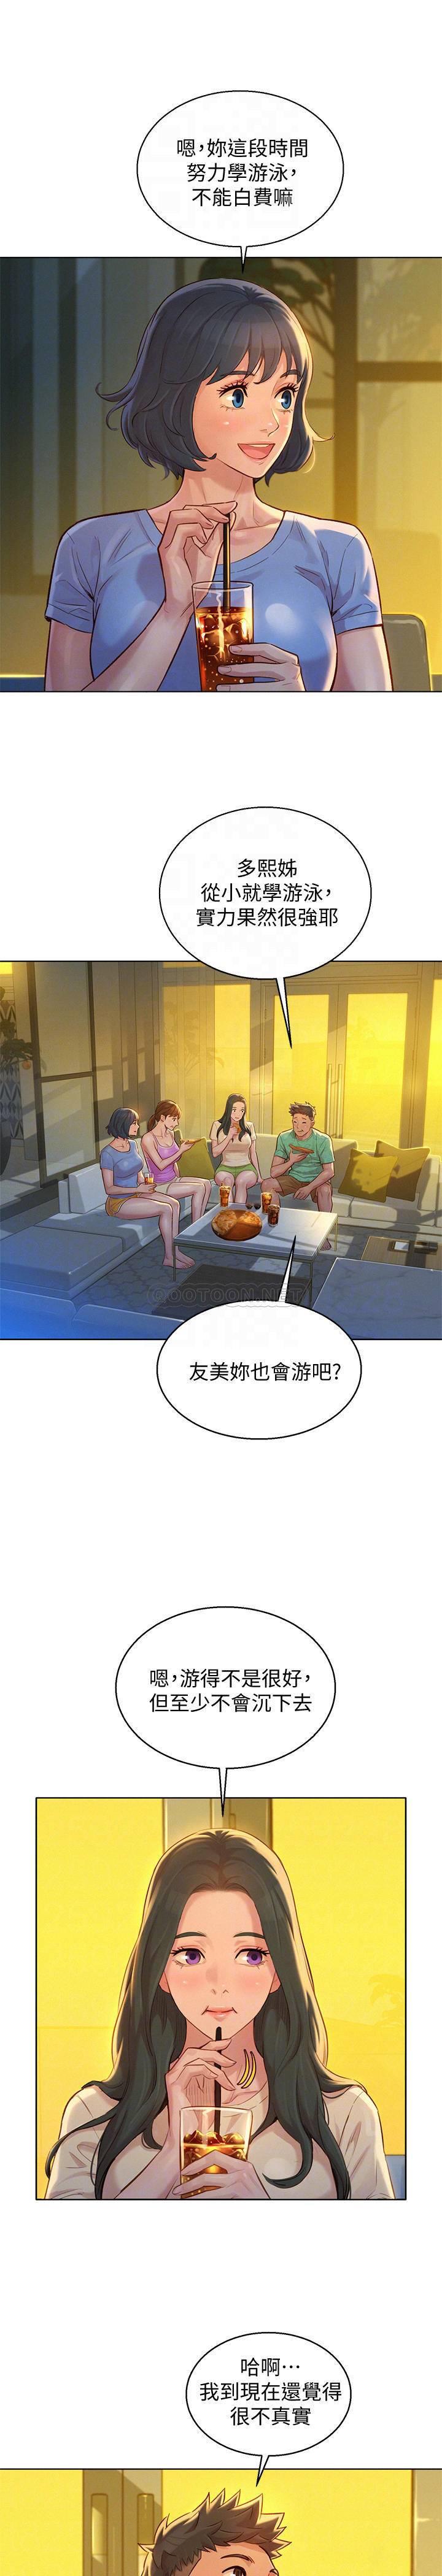 嗯，妳這段時間
努力學游泳，
不能白費嘛
多熙姊
從小就學游泳，
實力果然很強耶
TOPTOON.NET
友美妳也會游吧?
嗯，游得不是很好，
但至少不會沉下去
哈啊…
我到現在還覺得
很不真實